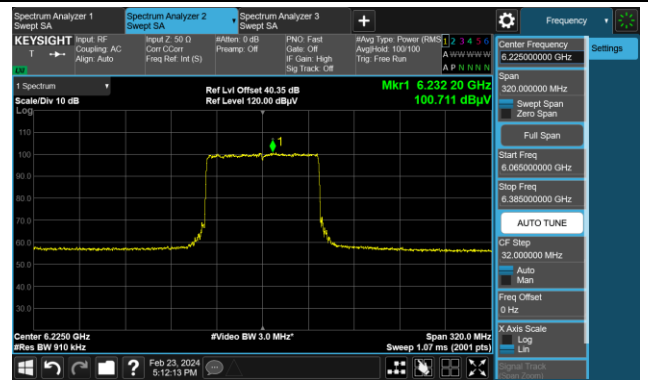 Spectrum Analyzer 1
Swept SA
Spectrum Analyzer 2
Swept SA
Spectrum Analyzer 3
Swept SA
+
Frequency
KEYSIGHT
T
LW
Input: RF
Coupling: AC
Align: Auto
Input Z: 50 Ω
Corr CCorr
Freq Ref: Int (S)
#Atten: 0 dB
Preamp: Off
PNO: Fast
Gate: Off
IF Gain: High
Sig Track: Off
#Avg Type: Power (RMS
Avg|Hold: 100/100
Trig: Free Run
1 2 3 4 5 6
A W W W W W
A P N N N N
Center Frequency
6.225000000 GHz
Settings
Span
320.000000 MHz
Swept Span
Zero Span
Full Span
Start Freq
6.065000000 GHz
Stop Freq
6.385000000 GHz
AUTO TUNE
CF Step
32.000000 MHz
Auto
Man
Freq Offset
0 Hz
X Axis Scale
Log
Lin
Signal Track
(Span Zoom)
1 Spectrum
Scale/Div 10 dB
Log
Ref Lvl Offset 40.35 dB
Ref Level 120.00 dBµV
Mkr1 6.232 20 GHz
100.711 dBµV
1
110
100
90.0
80.0
70.0
60.0
50.0
40.0
30.0
Center 6.2250 GHz
#Res BW 910 kHz
#Video BW 3.0 MHz*
Span 320.0 MHz
Sweep 1.07 ms (2001 pts)
?
Feb 23, 2024
5:12:13 PM